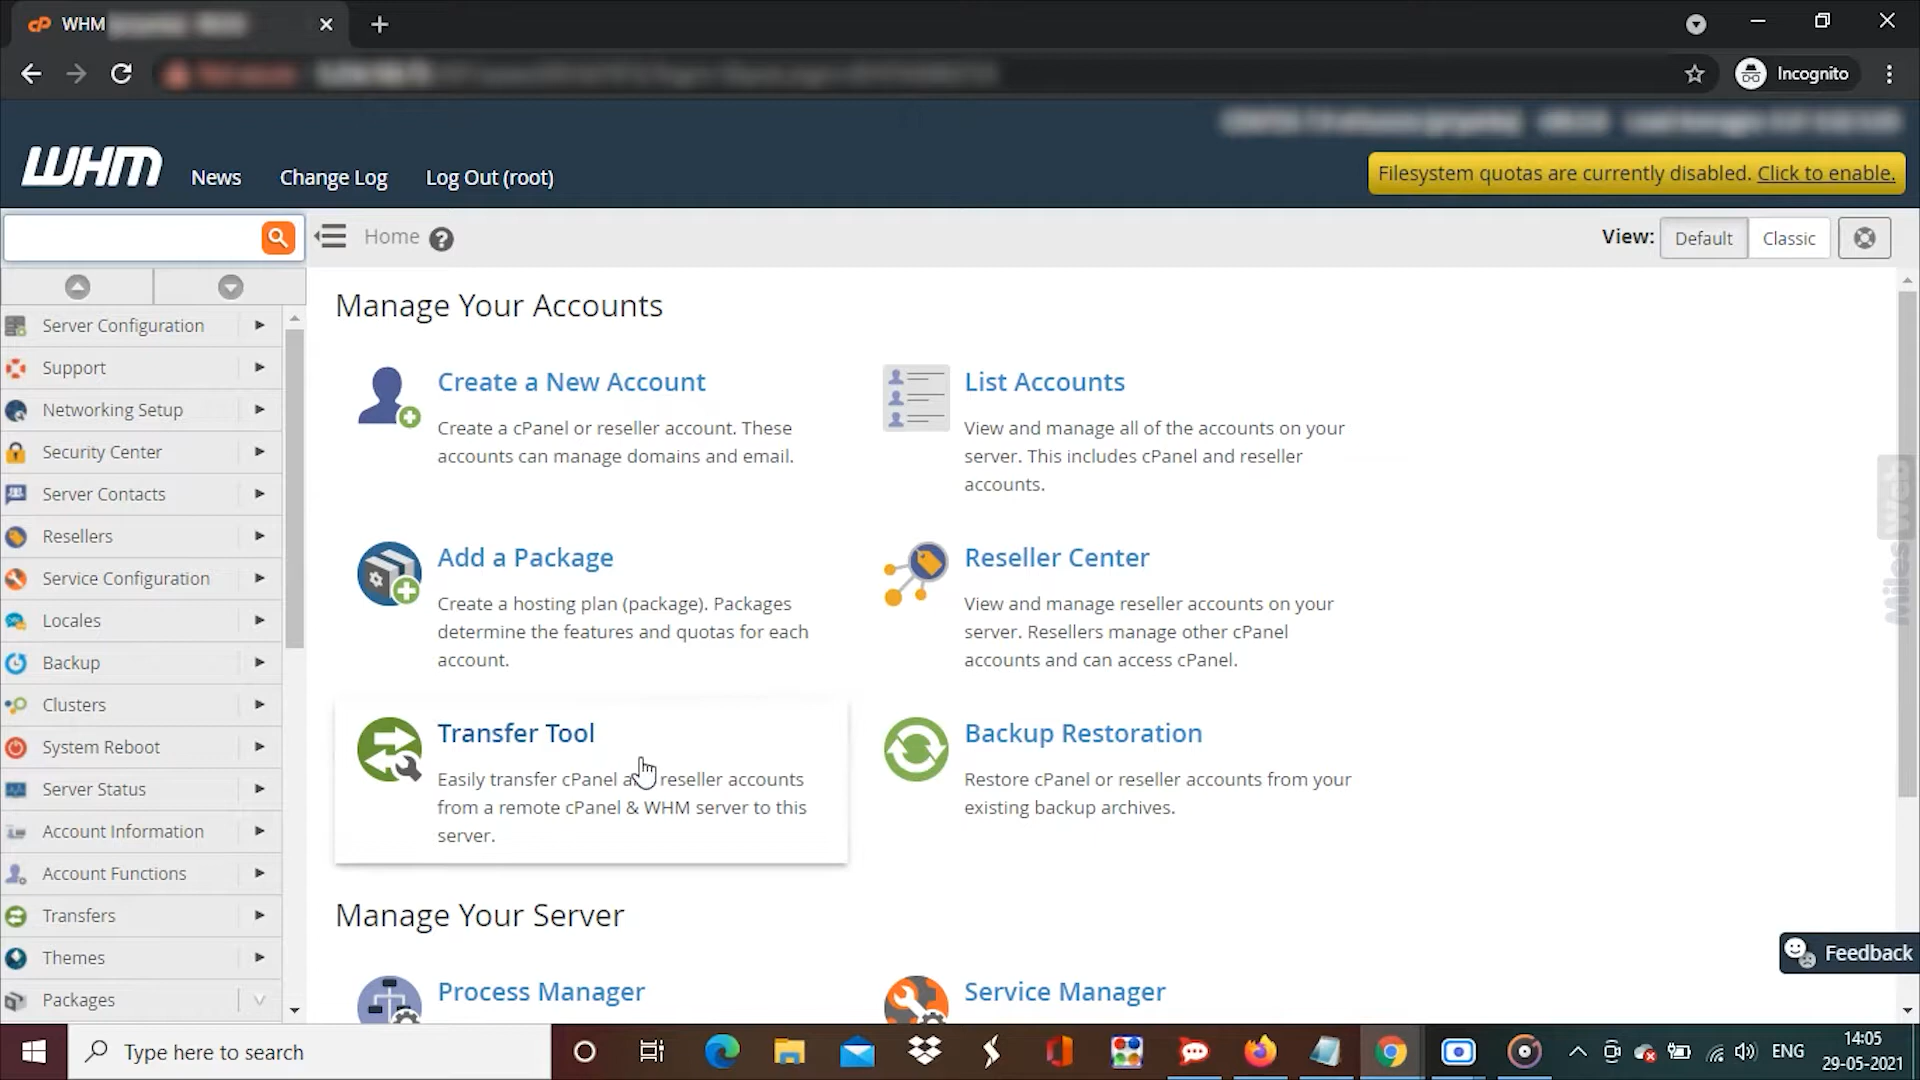 WHM
Incognito
WHM
News
Change Log
Log Out (root)
Filesystem quotas are currently disabled. Click to enable.
Home
View:
Default
Classic
Server Configuration
Support
Networking Setup
Security Center
Server Contacts
Resellers
Service Configuration
Locales
Backup
Clusters
System Reboot
Server Status
Account Information
Account Functions
Transfers
Themes
Packages
Manage Your Accounts
Create a New Account
Create a cPanel or reseller account. These
accounts can manage domains and email.
List Accounts
View and manage all of the accounts on your
server. This includes cPanel and reseller
accounts.
Add a Package
Create a hosting plan (package). Packages
determine the features and quotas for each
account.
Reseller Center
View and manage reseller accounts on your
server. Resellers manage other cPanel
accounts and can access cPanel.
Transfer Tool
Easily transfer cPanel reseller accounts
from a remote cPanel & WHM server to this
server.
Backup Restoration
Restore cPanel or reseller accounts from your
existing backup archives.
Manage Your Server
Process Manager
Service Manager
MilesWeb
Feedback
Type here to search
ENG
14:05
29-05-2021